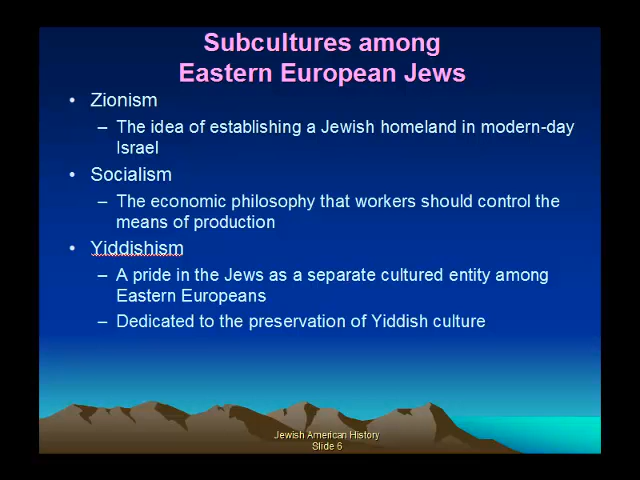 Subcultures among
Eastern European Jews
• Zionism
– The idea of establishing a Jewish homeland in modern-day
Israel
• Socialism
– The economic philosophy that workers should control the
means of production
• Yiddishism
– A pride in the Jews as a separate cultured entity among
Eastern Europeans
– Dedicated to the preservation of Yiddish culture
Jewish American History
Slide 6